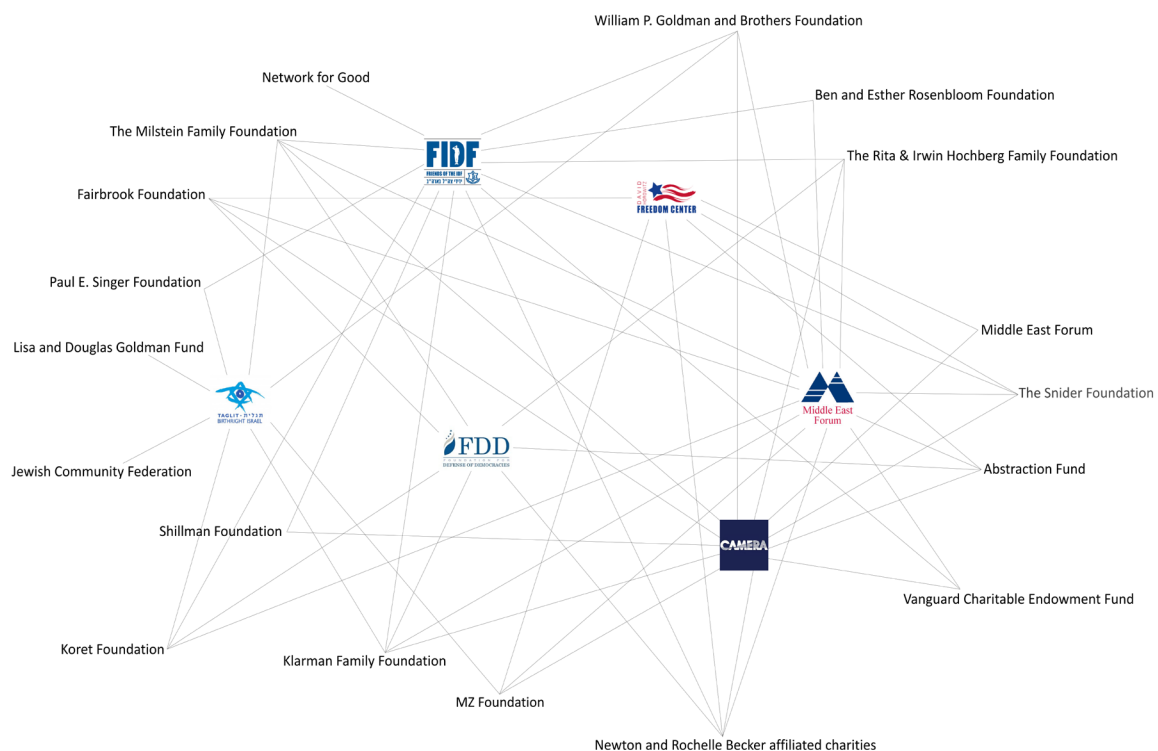 William P. Goldman and Brothers Foundation
Network for Good
Ben and Esther Rosenbloom Foundation
The Milstein Family Foundation
FIDF
FRIENDS OF THE IDF
The Rita & Irwin Hochberg Family Foundation
Fairbrook Foundation
DAVID
FREEDOM CENTER
Paul E. Singer Foundation
Middle East Forum
Lisa and Douglas Goldman Fund
The Snider Foundation
TAGLIT · תגלית
BIRTHRIGHT ISRAEL
Middle East
Forum
FDD
FOUNDATION FOR
DEFENSE OF DEMOCRACIES
Jewish Community Federation
Abstraction Fund
Shillman Foundation
CAMERA
Vanguard Charitable Endowment Fund
Koret Foundation
Klarman Family Foundation
MZ Foundation
Newton and Rochelle Becker affiliated charities